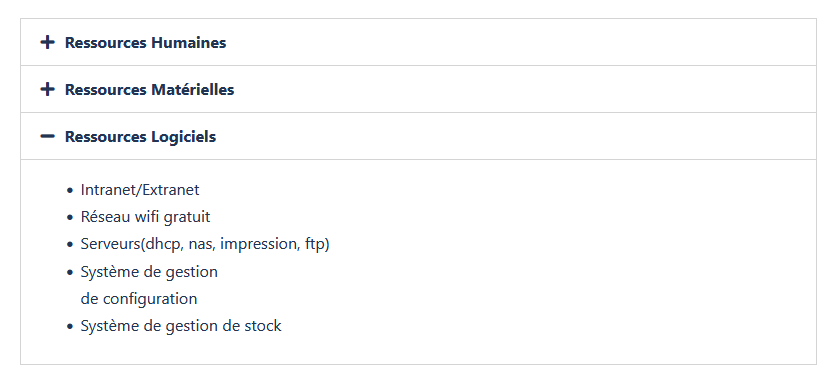 Ressources Humaines
Ressources Matérielles
Ressources Logiciels
Intranet/Extranet
Réseau wifi gratuit
Serveurs(dhcp, nas, impression, ftp)
Système de gestion
de configuration
Système de gestion de stock